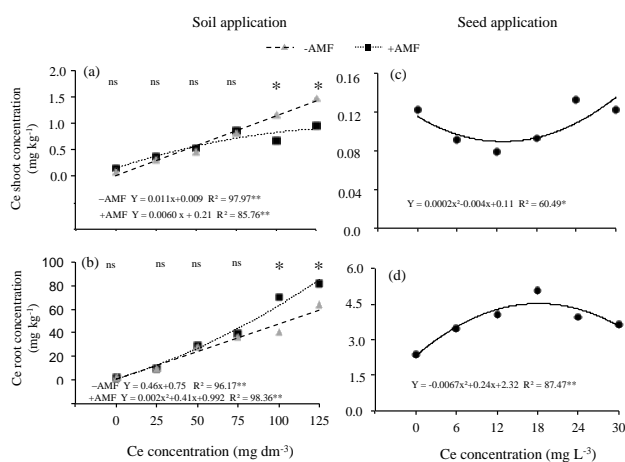 Soil application
Seed application
-AMF
+AMF
(a)
ns ns ns ns * *
Ce shoot concentration
(mg kg⁻¹)
2.0
1.5
1.0
0.5
0.0
−AMF Y = 0.011x+0.009 R² = 97.97**
+AMF Y = 0.0060 x + 0.21 R² = 85.76**
(c)
0.16
0.12
0.08
0.04
0.0
Y = 0.0002x²-0.004x+0.11 R² = 60.49*
(b)
ns ns ns ns * *
Ce root concentration
(mg kg⁻¹)
100
80
60
40
20
0
−AMF Y = 0.46x+0.75 R² = 96.17**
+AMF Y = 0.002x²+0.41x+0.992 R² = 98.36**
0 25 50 75 100 125
Ce concentration (mg dm⁻³)
(d)
6.0
4.5
3.0
1.5
0.0
Y = -0.0067x²+0.24x+2.32 R² = 87.47**
0 6 12 18 24 30
Ce concentration (mg L⁻³)